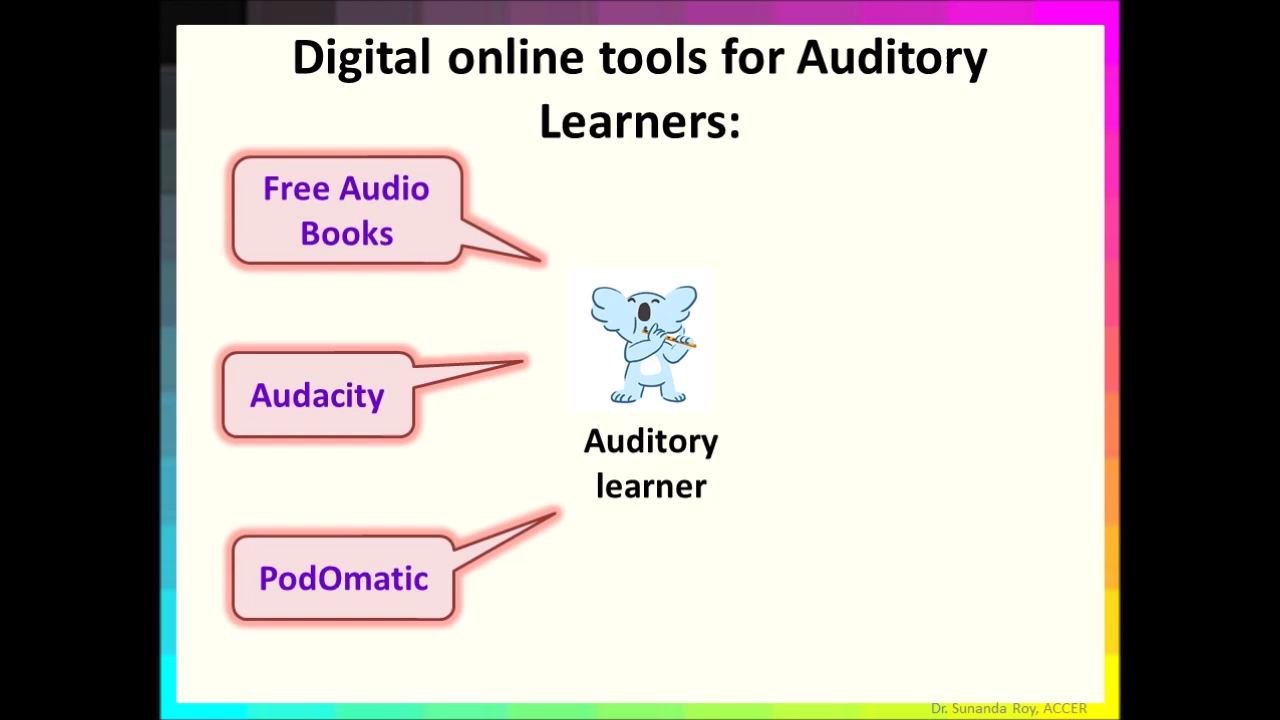 Digital online tools for Auditory
Learners:
Free Audio
Books
Audacity
Auditory
learner
PodOmatic
Dr. Sunanda Roy, ACCER